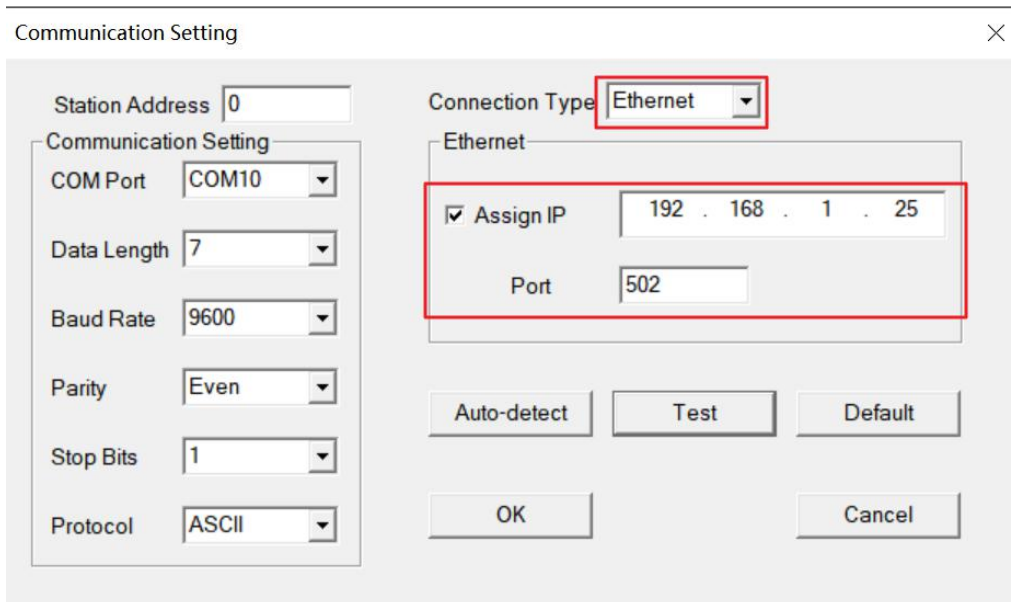 Communication Setting
Station Address 0
Connection Type Ethernet
Communication Setting
COM Port COM10
Data Length 7
Baud Rate 9600
Parity Even
Stop Bits 1
Protocol ASCII
Ethernet
Assign IP 192 . 168 . 1 . 25
Port 502
Auto-detect Test Default
OK Cancel